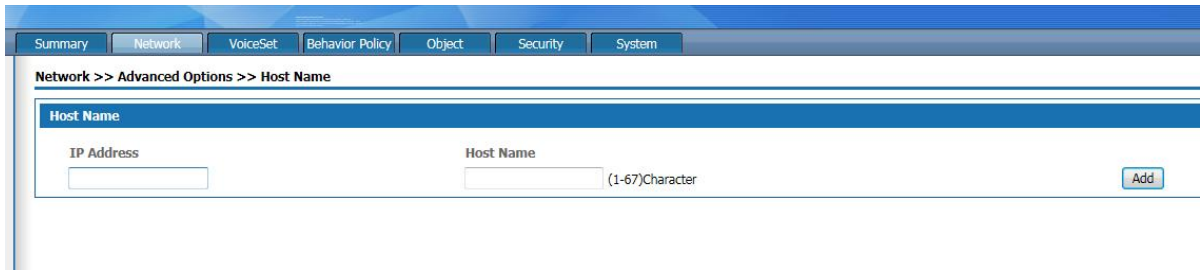 Summary Network VoiceSet Behavior Policy Object Security System
Network >> Advanced Options >> Host Name
Host Name
IP Address Host Name
(1-67)Character Add